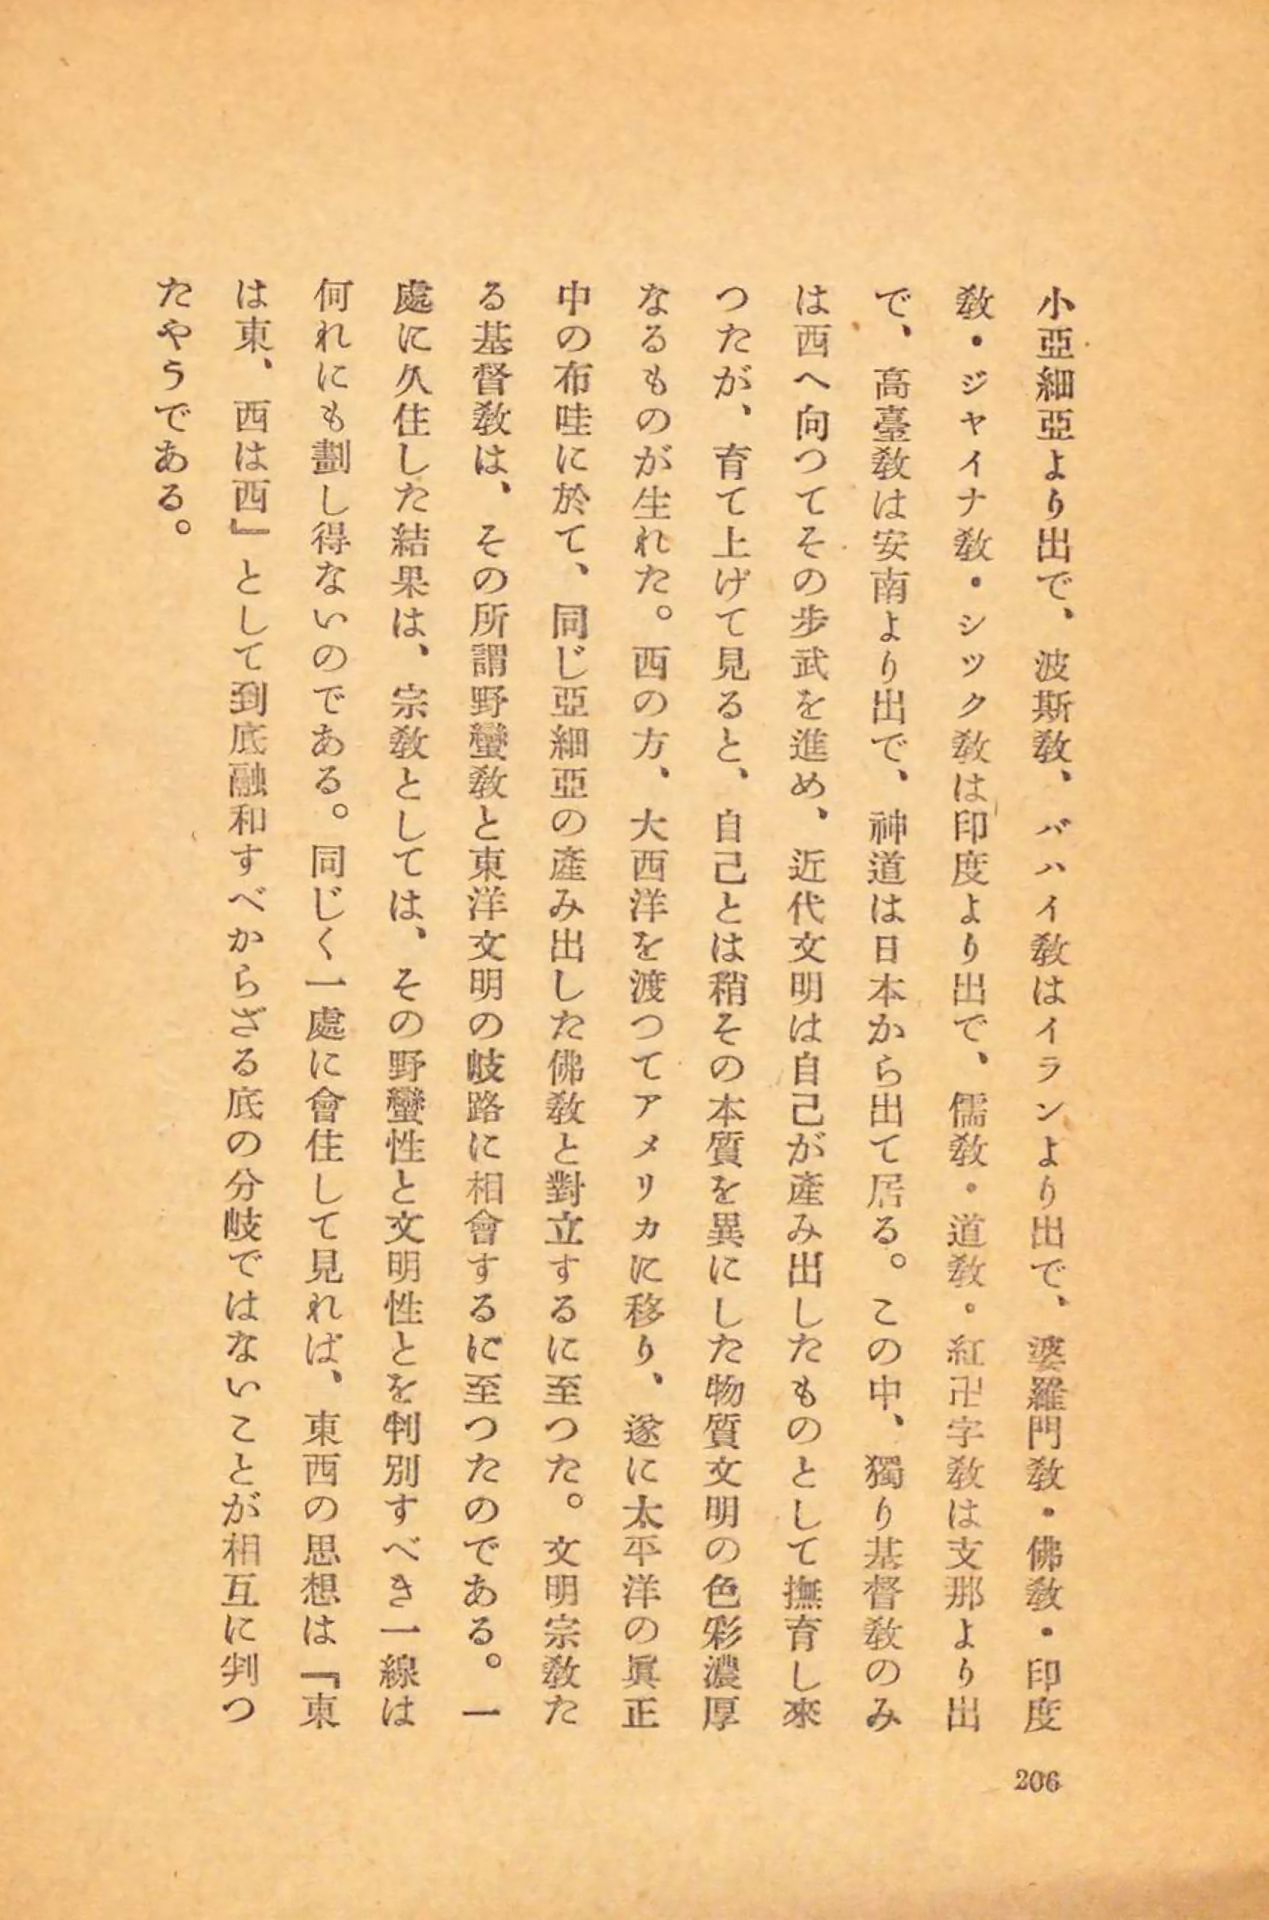 小亞細亞より出で、波斯敎、バハイ敎はイランより出で、婆羅門敎・佛敎・印度
敎・ジャイナ敎・シック敎は印度より出で、儒敎・道敎・紅卍字敎は支那より出
で、高臺敎は安南より出で、神道は日本から出て居る。この中、獨り基督敎のみ
は西へ向つてその歩武を進め、近代文明は自己が產み出したものとして撫育し來
つたが、育て上げて見ると、自己とは稍その本質を異にした物質文明の色彩濃厚
なるものが生れた。西の方、大西洋を渡つてアメリカに移り、遂に太平洋の眞正
中の布哇に於て、同じ亞細亞の產み出した佛敎と對立するに至つた。文明宗敎た
る基督敎は、その所謂野蠻敎と東洋文明の岐路に相會するに至つたのである。一
處に久住した結果は、宗敎としては、その野蠻性と文明性とを判別すべき一線は
何れにも劃し得ないのである。同じく一處に會住して見れば、東西の思想は『東
は東、西は西』として到底融和すべからざる底の分岐ではないことが相互に判つ
たやうである。
206